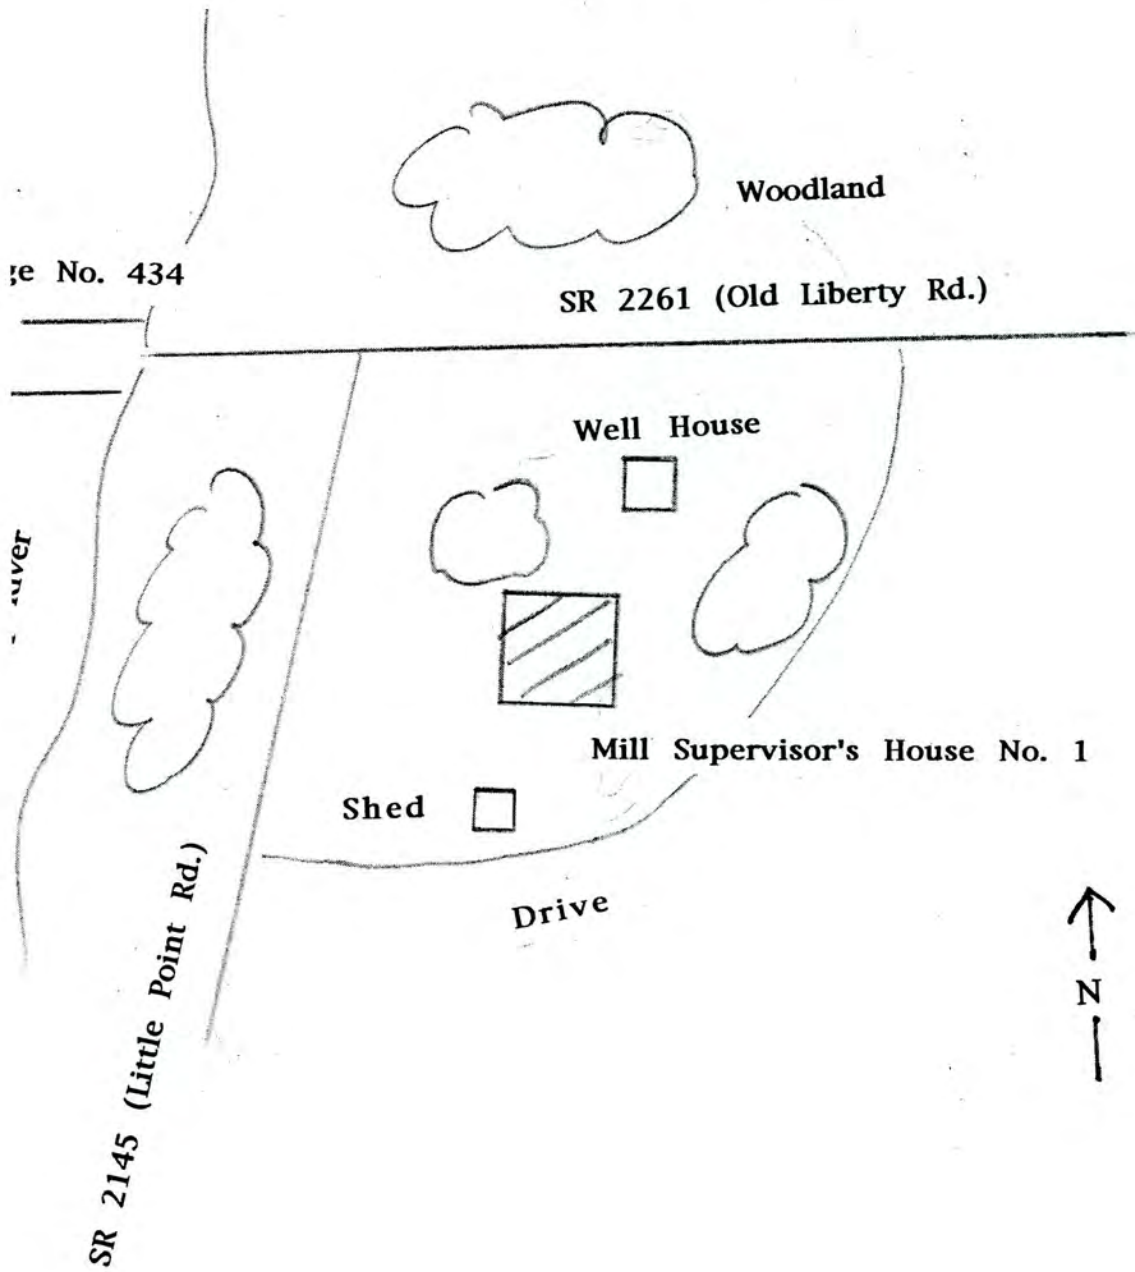 Woodland
No. 434
SR 2261 (Old Liberty Rd.)
Well House
River
Mill Supervisor's House No. 1
Shed
Drive
SR 2145 (Little Point Rd.)
N